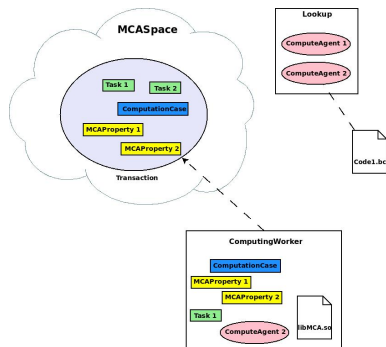 MCASpace
Task 1
Task 2
ComputationCase
MCAProperty 1
MCAProperty 2
Transaction
Lookup
ComputeAgent 1
ComputeAgent 2
Code1.bc
ComputingWorker
ComputationCase
MCAProperty 1
MCAProperty 2
Task 1
libMCA.so
ComputeAgent 2